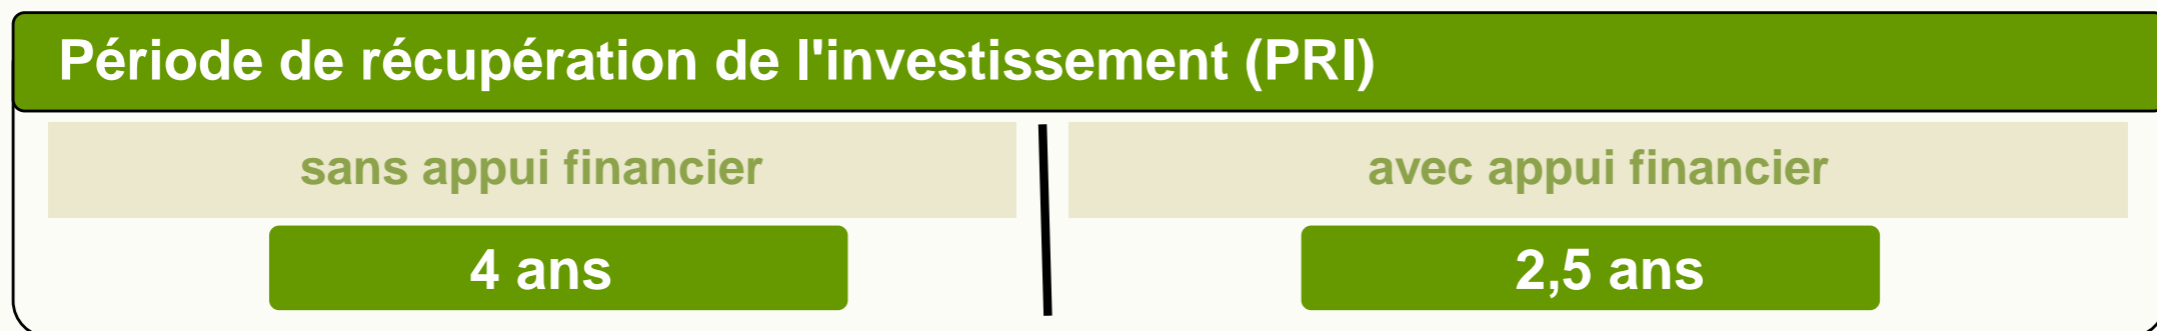 Période de récupération de l'investissement (PRI)
sans appui financier
avec appui financier
4 ans
2,5 ans